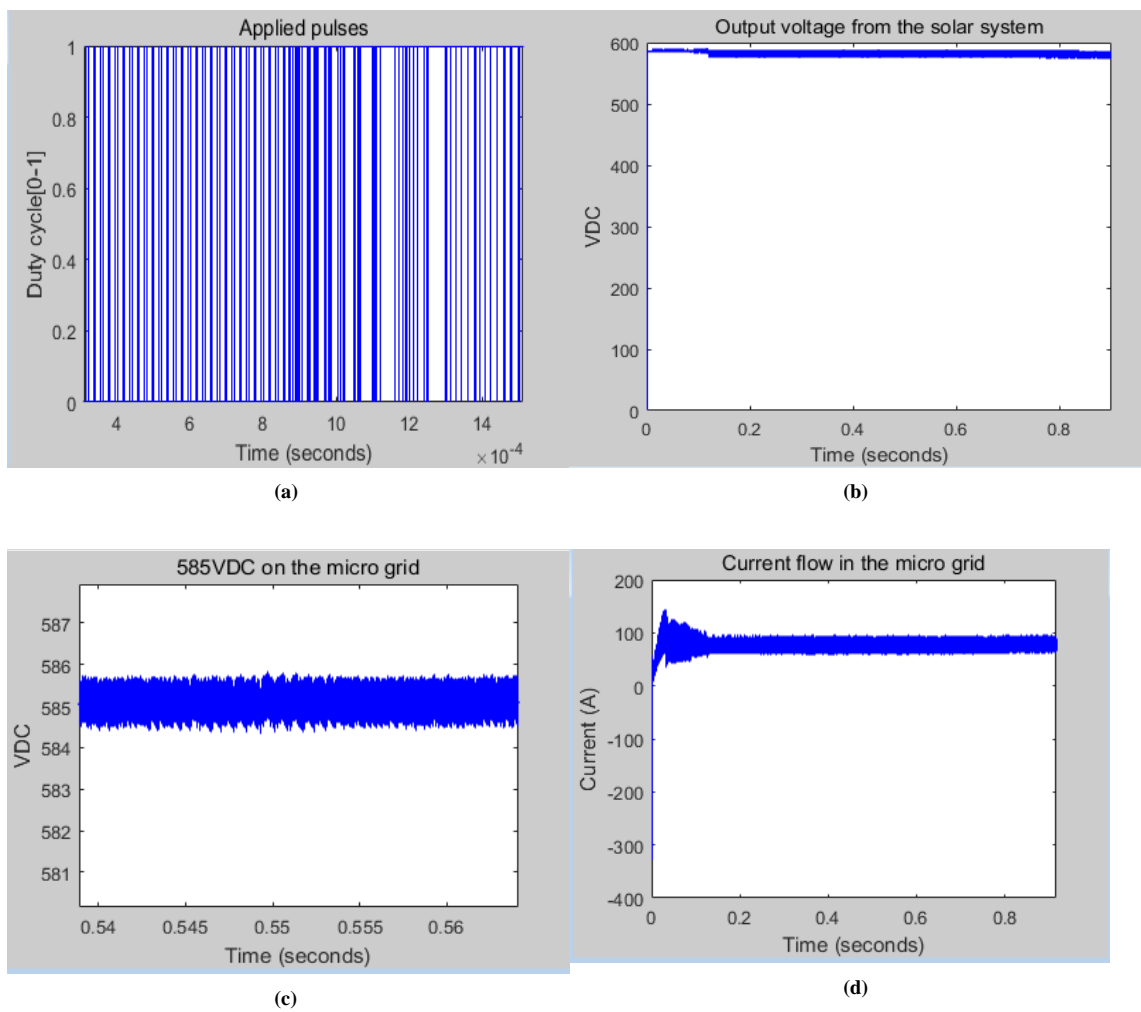 Applied pulses
1
0.8
0.6
0.4
0.2
0
Duty cycle[0-1]
4 6 8 10 12 14
Time (seconds)
×10-4
(a)
Output voltage from the solar system
600
500
400
300
200
100
0
VDC
0 0.2 0.4 0.6 0.8
Time (seconds)
(b)
585VDC on the micro grid
587
586
585
584
583
582
581
VDC
0.54 0.545 0.55 0.555 0.56
Time (seconds)
(c)
Current flow in the micro grid
200
100
0
-100
-200
-300
-400
Current (A)
0 0.2 0.4 0.6 0.8
Time (seconds)
(d)